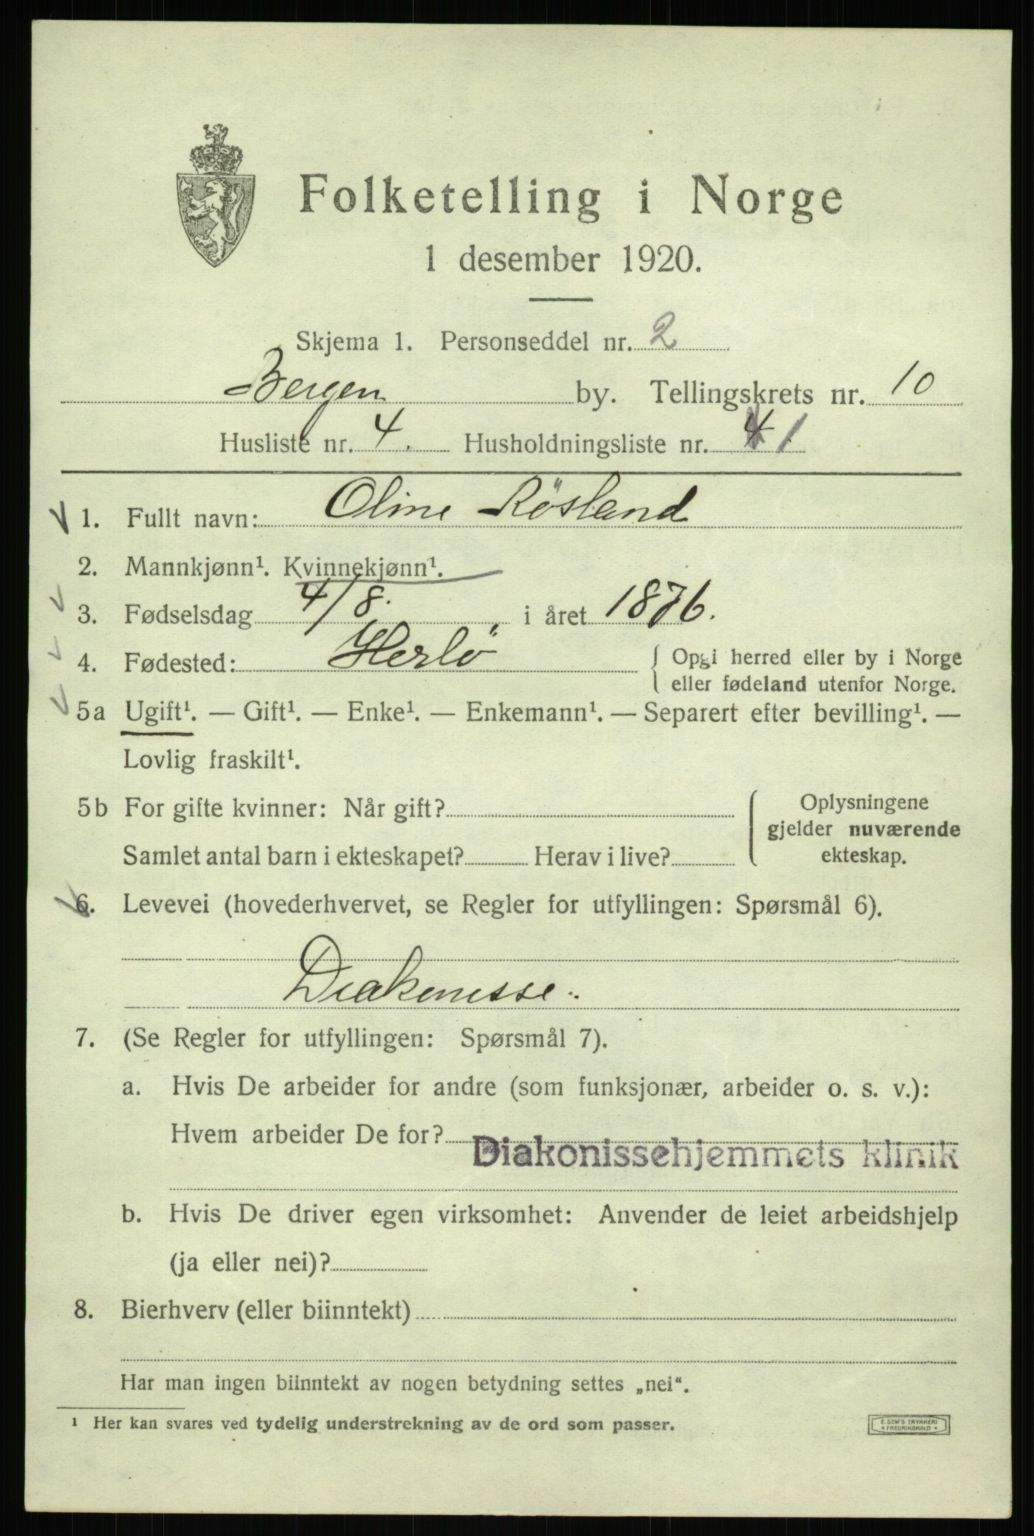 Folketelling i Norge
1 desember 1920.
Skjema 1. Personseddel nr. 2
Bergen by. Tellingskrets nr. 10
Husliste nr. 4. Husholdningsliste nr. 1
1. Fullt navn: Oline Røsland
2. Mannkjønn¹. Kvinnekjønn¹.
3. Fødselsdag 4/8. i året 1876.
4. Fødested: Herlö { Opgi herred eller by i Norge
eller fødeland utenfor Norge.
5a Ugift¹. — Gift¹. — Enke¹. — Enkemann¹. — Separert efter bevilling¹. —
Lovlig fraskilt¹.
5b For gifte kvinner: Når gift?
Samlet antal barn i ekteskapet? Herav i live?
Oplysningene
gjelder nuværende
ekteskap.
6. Levevei (hovederhvervet, se Regler for utfyllingen: Spørsmål 6).
Diakonisse.
7. (Se Regler for utfyllingen: Spørsmål 7).
a. Hvis De arbeider for andre (som funksjonær, arbeider o. s. v.):
Hvem arbeider De for? Diakonissehjemmets klinik
b. Hvis De driver egen virksomhet: Anvender de leiet arbeidshjelp
(ja eller nei)?
8. Bierhverv (eller biinntekt)
Har man ingen biinntekt av nogen betydning settes „nei“.
¹ Her kan svares ved tydelig understrekning av de ord som passer.
E. SEM'S TRYKKERI
FREDRIKSHALD